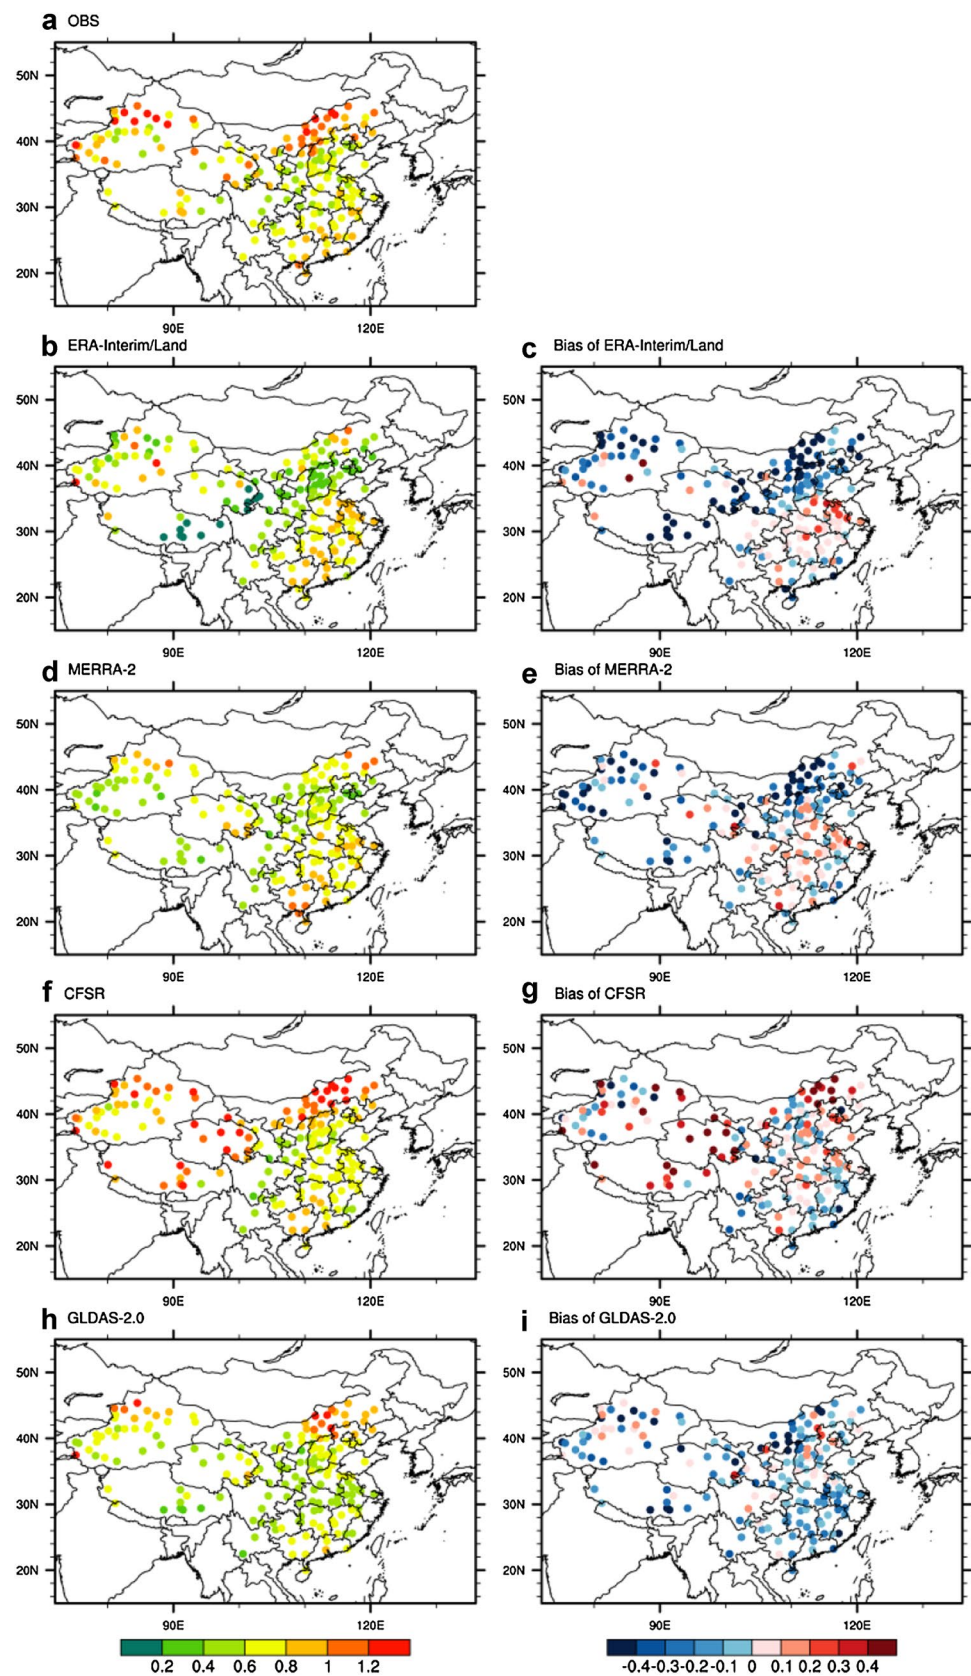 a OBS
50N
40N
30N
20N
90E 120E
b ERA-Interim/Land
c Bias of ERA-Interim/Land
50N 50N
40N 40N
30N 30N
20N 20N
90E 120E 90E 120E
d MERRA-2
e Bias of MERRA-2
50N 50N
40N 40N
30N 30N
20N 20N
90E 120E 90E 120E
f CFSR
g Bias of CFSR
50N 50N
40N 40N
30N 30N
20N 20N
90E 120E 90E 120E
h GLDAS-2.0
i Bias of GLDAS-2.0
50N 50N
40N 40N
30N 30N
20N 20N
90E 120E 90E 120E
0.2 0.4 0.6 0.8 1 1.2
-0.4-0.3-0.2-0.1 0 0.1 0.2 0.3 0.4